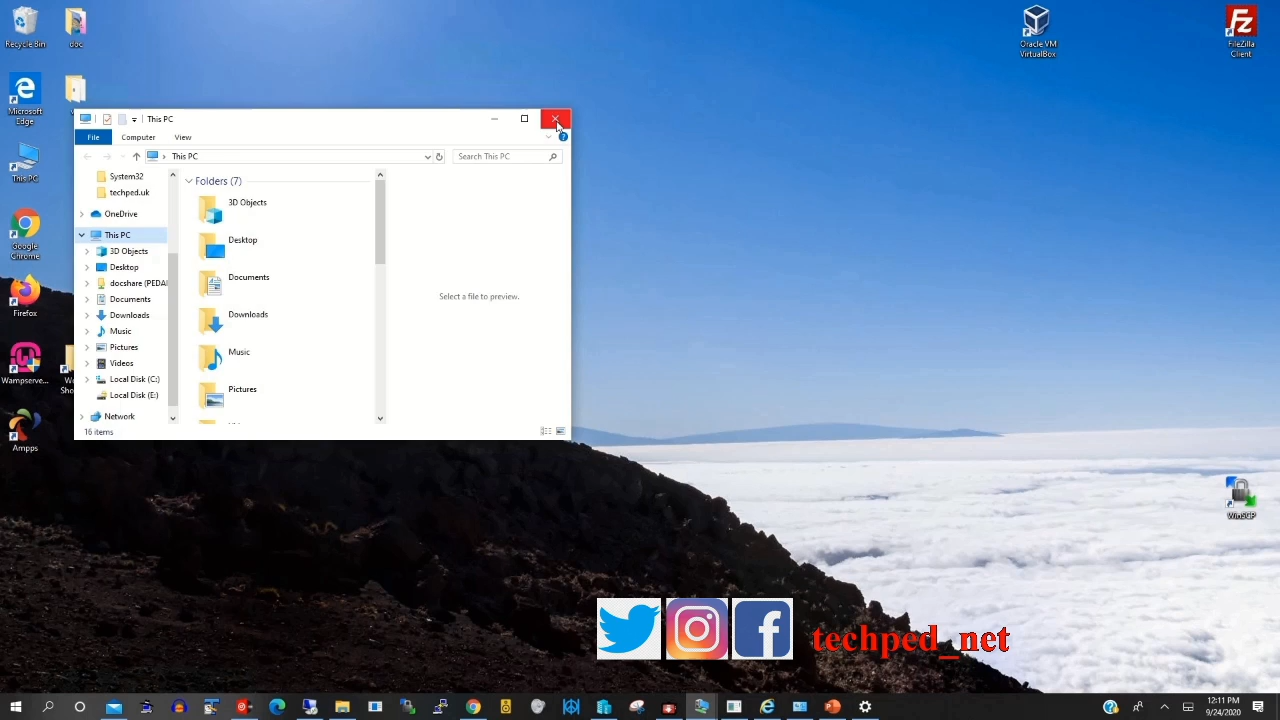 Recycle Bin
doc
Oracle VM
VirtualBox
FileZilla
Client
Microsoft
Edge
This PC
Google
Chrome
Firefox
Wampserve...
Ampps
This PC
File
Computer
View
This PC
Search This PC
System32
techped.uk
OneDrive
This PC
3D Objects
Desktop
docshare (PEDA
Documents
Downloads
Music
Pictures
Videos
Local Disk (C:)
Local Disk (E:)
Network
Folders (7)
3D Objects
Desktop
Documents
Downloads
Music
Pictures
Select a file to preview.
16 items
WinSCP
techped_net
12:11 PM
9/24/2020